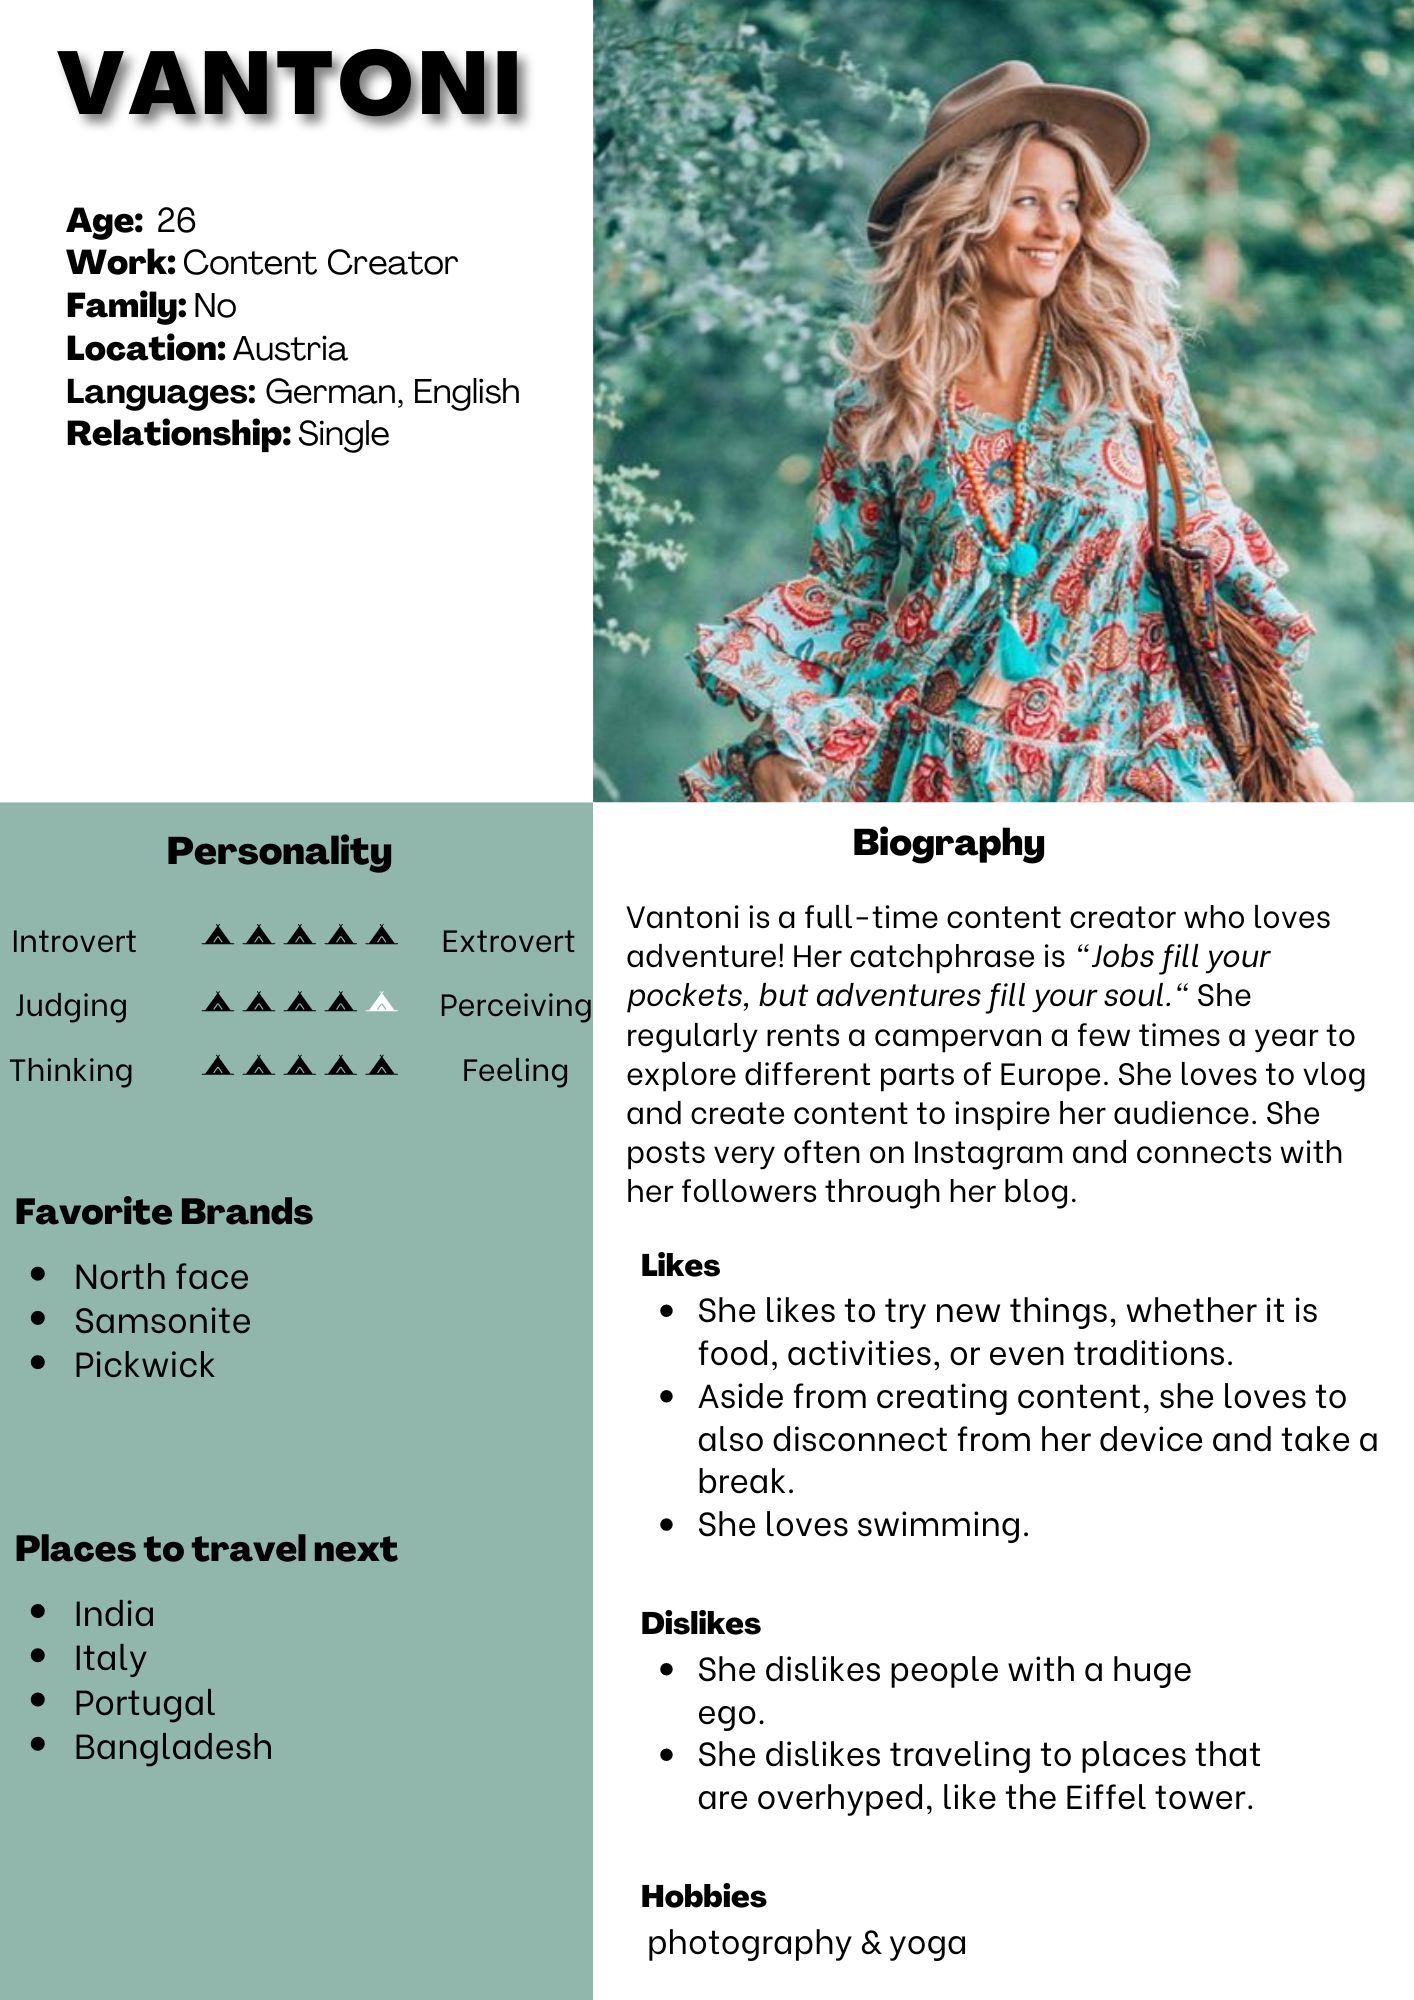 VANTONI
Age: 26
Work: Content Creator
Family: No
Location: Austria
Languages: German, English
Relationship: Single
Personality
Introvert Extrovert
Judging Perceiving
Thinking Feeling
Favorite Brands
• North face
• Samsonite
• Pickwick
Places to travel next
• India
• Italy
• Portugal
• Bangladesh
Biography
Vantoni is a full-time content creator who loves
adventure! Her catchphrase is “Jobs fill your
pockets, but adventures fill your soul.“ She
regularly rents a campervan a few times a year to
explore different parts of Europe. She loves to vlog
and create content to inspire her audience. She
posts very often on Instagram and connects with
her followers through her blog.
Likes
• She likes to try new things, whether it is
food, activities, or even traditions.
• Aside from creating content, she loves to
also disconnect from her device and take a
break.
• She loves swimming.
Dislikes
• She dislikes people with a huge
ego.
• She dislikes traveling to places that
are overhyped, like the Eiffel tower.
Hobbies
photography & yoga